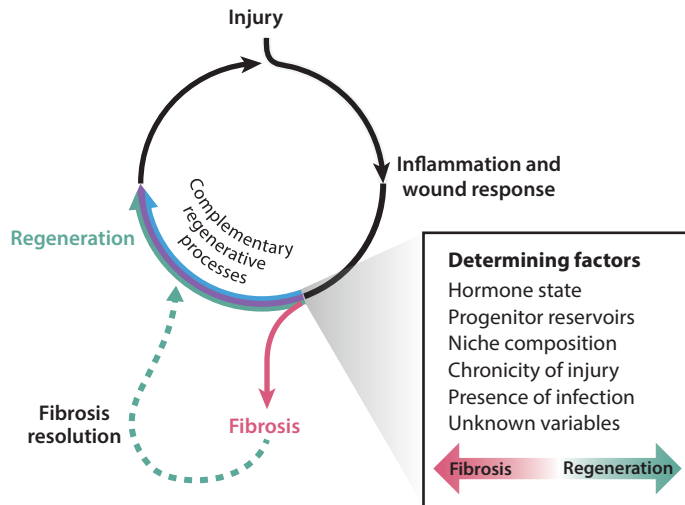 Injury
Inflammation and
wound response
Complementary
regenerative
processes
Regeneration
Fibrosis
resolution
Fibrosis
Determining factors
Hormone state
Progenitor reservoirs
Niche composition
Chronicity of injury
Presence of infection
Unknown variables
Fibrosis
Regeneration